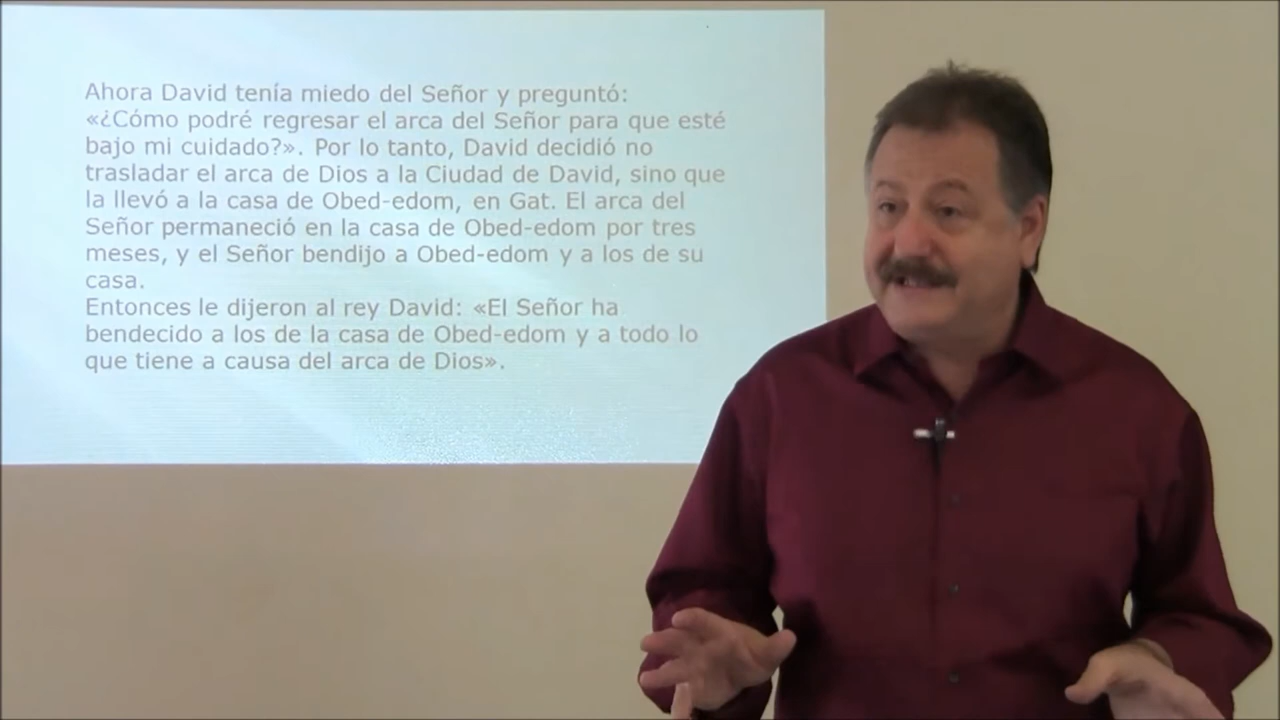 Ahora David tenía miedo del Señor y preguntó:
«¿Cómo podré regresar el arca del Señor para que esté
bajo mi cuidado?». Por lo tanto, David decidió no
trasladar el arca de Dios a la Ciudad de David, sino que
la llevó a la casa de Obed-edom, en Gat. El arca del
Señor permaneció en la casa de Obed-edom por tres
meses, y el Señor bendijo a Obed-edom y a los de su
casa.
Entonces le dijeron al rey David: «El Señor ha
bendecido a los de la casa de Obed-edom y a todo lo
que tiene a causa del arca de Dios».